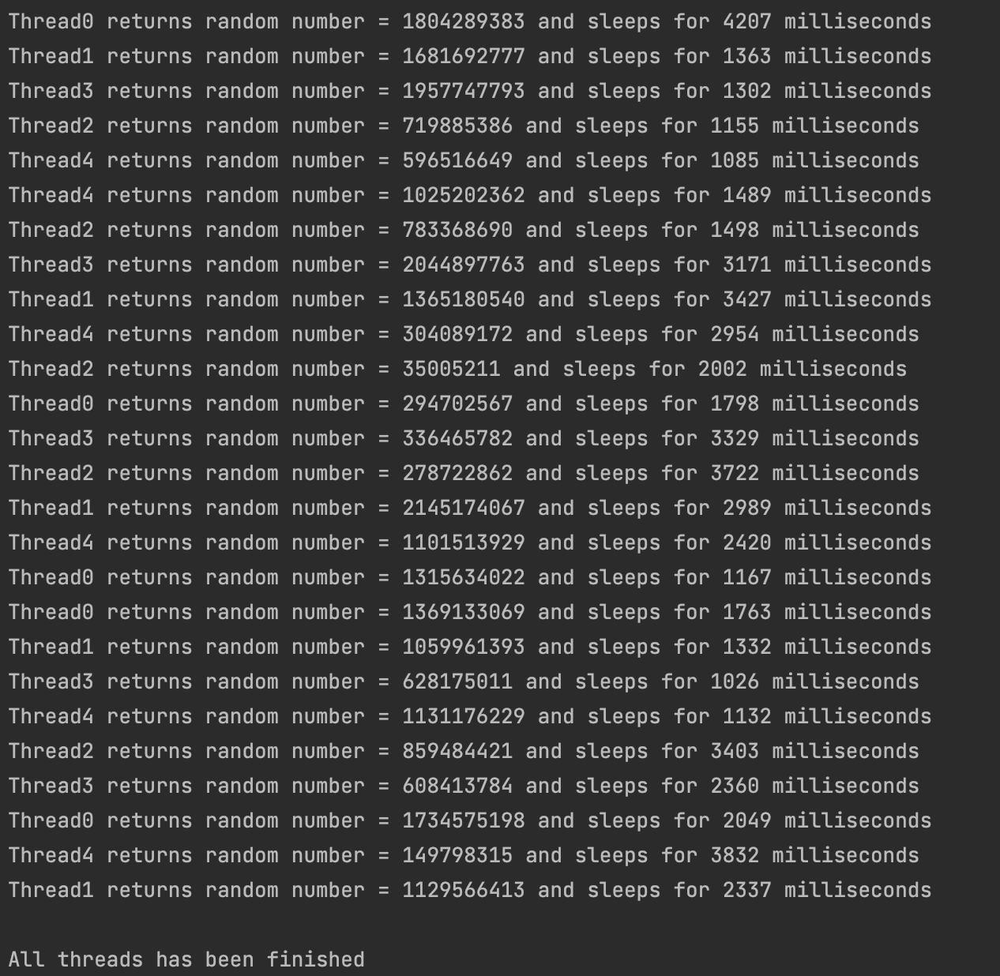 Thread0 returns random number = 1804289383 and sleeps for 4207 milliseconds
Thread1 returns random number = 1681692777 and sleeps for 1363 milliseconds
Thread3 returns random number = 1957747793 and sleeps for 1302 milliseconds
Thread2 returns random number = 719885386 and sleeps for 1155 milliseconds
Thread4 returns random number = 596516649 and sleeps for 1085 milliseconds
Thread4 returns random number = 1025202362 and sleeps for 1489 milliseconds
Thread2 returns random number = 783368690 and sleeps for 1498 milliseconds
Thread3 returns random number = 2044897763 and sleeps for 3171 milliseconds
Thread1 returns random number = 1365180540 and sleeps for 3427 milliseconds
Thread4 returns random number = 304089172 and sleeps for 2954 milliseconds
Thread2 returns random number = 35005211 and sleeps for 2002 milliseconds
Thread0 returns random number = 294702567 and sleeps for 1798 milliseconds
Thread3 returns random number = 336465782 and sleeps for 3329 milliseconds
Thread2 returns random number = 278722862 and sleeps for 3722 milliseconds
Thread1 returns random number = 2145174067 and sleeps for 2989 milliseconds
Thread4 returns random number = 1101513929 and sleeps for 2420 milliseconds
Thread0 returns random number = 1315634022 and sleeps for 1167 milliseconds
Thread0 returns random number = 1369133069 and sleeps for 1763 milliseconds
Thread1 returns random number = 1059961393 and sleeps for 1332 milliseconds
Thread3 returns random number = 628175011 and sleeps for 1026 milliseconds
Thread4 returns random number = 1131176229 and sleeps for 1132 milliseconds
Thread2 returns random number = 859484421 and sleeps for 3403 milliseconds
Thread3 returns random number = 608413784 and sleeps for 2360 milliseconds
Thread0 returns random number = 1734575198 and sleeps for 2049 milliseconds
Thread4 returns random number = 149798315 and sleeps for 3832 milliseconds
Thread1 returns random number = 1129566413 and sleeps for 2337 milliseconds
All threads has been finished